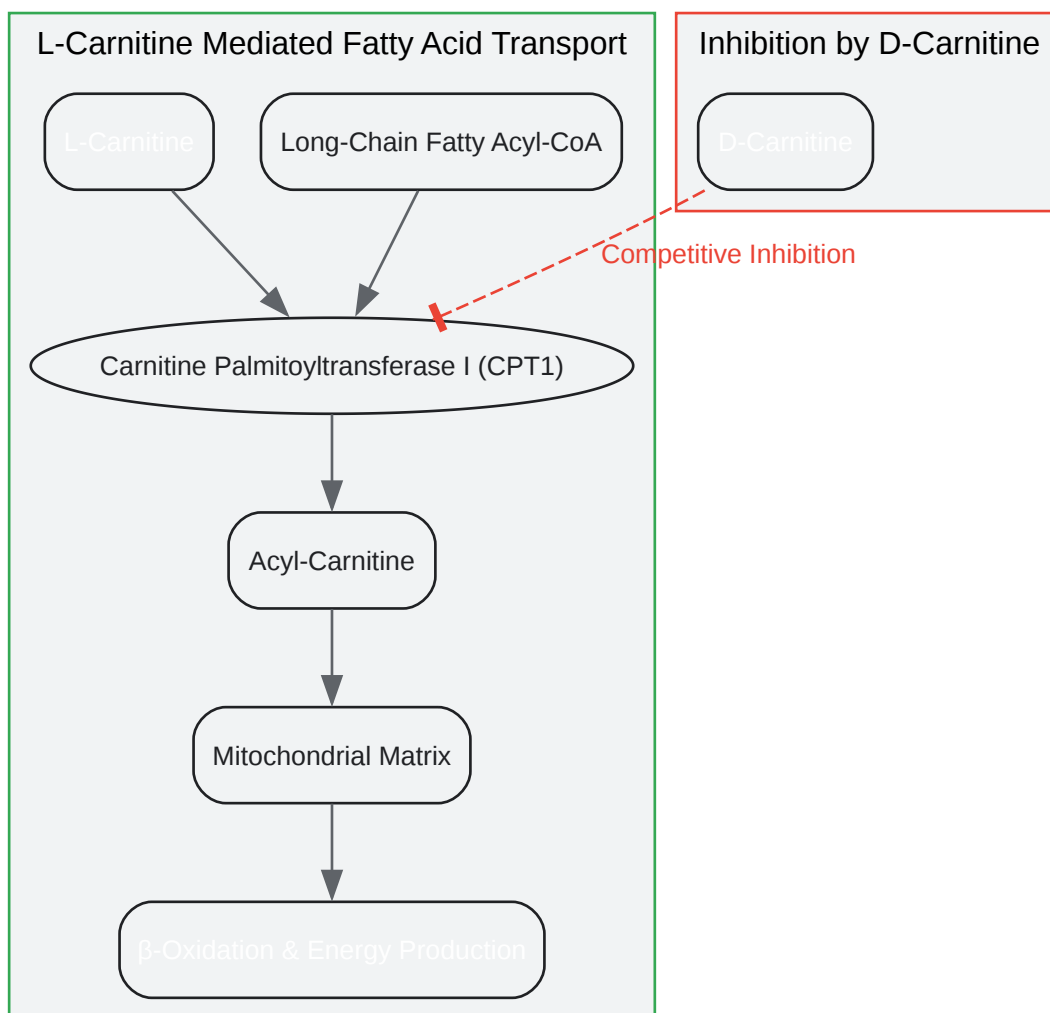 L-Carnitine Mediated Fatty Acid Transport
Inhibition by D-Carnitine
L-Carnitine
Long-Chain Fatty Acyl-CoA
D-Carnitine
Competitive Inhibition
Carnitine Palmitoyltransferase I (CPT1)
Acyl-Carnitine
Mitochondrial Matrix
β-Oxidation & Energy Production